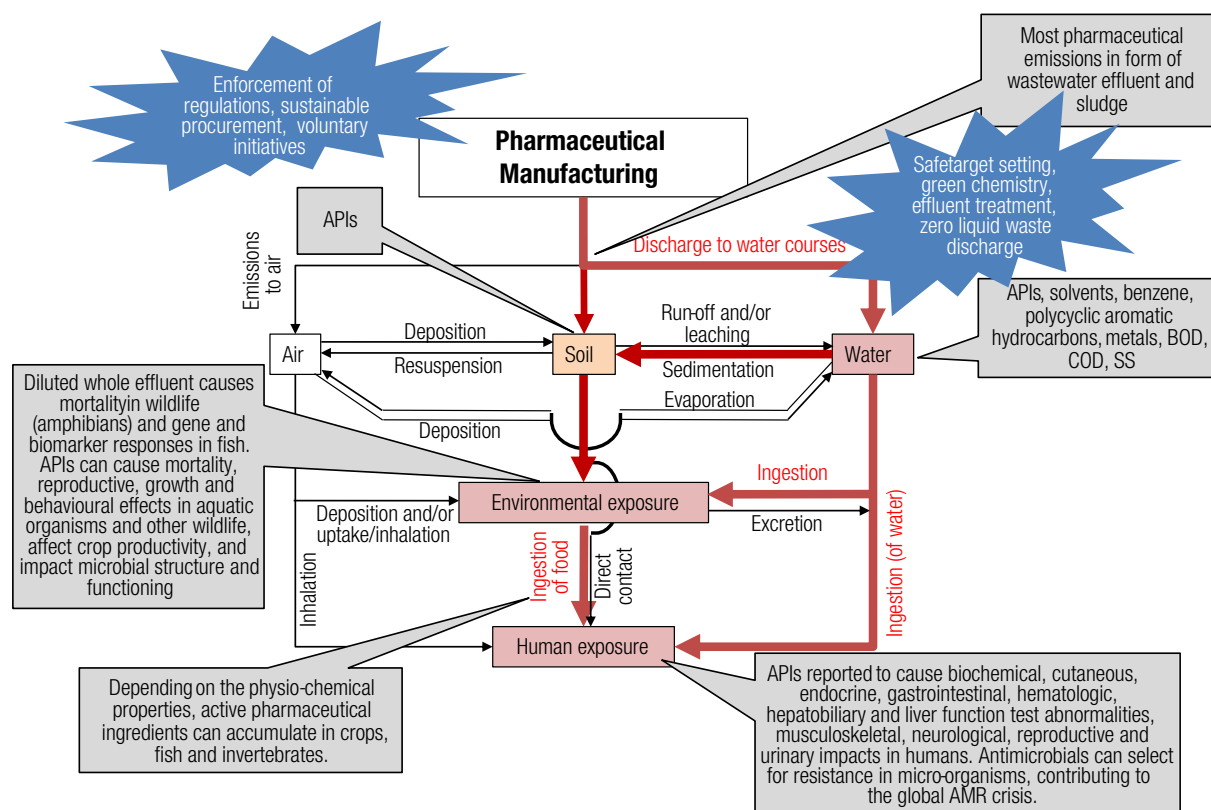 Enforcement of
regulations, sustainable
procurement,  voluntary
initiatives
Most pharmaceutical
emissions in form of
wastewater effluent and
sludge
Pharmaceutical
Manufacturing
Safetarget setting,
green chemistry,
effluent treatment,
zero liquid waste
discharge
APIs
Discharge to water courses
Emissions
to air
APIs, solvents, benzene,
polycyclic aromatic
hydrocarbons, metals, BOD,
COD, SS
Deposition
Run-off and/or
leaching
Air
Soil
Water
Resuspension
Sedimentation
Evaporation
Deposition
Diluted whole effluent causes
mortalityin wildlife
(amphibians) and gene and
biomarker responses in fish.
APIs can cause mortality,
reproductive, growth and
behavioural effects in aquatic
organisms and other wildlife,
affect crop productivity, and
impact microbial structure and
functioning
Ingestion
Environmental exposure
Deposition and/or
uptake/inhalation
Excretion
Inhalation
Ingestion
of food
Direct
contact
Ingestion (of water)
Human exposure
Depending on the physio-chemical
properties, active pharmaceutical
ingredients can accumulate in crops,
fish and invertebrates.
APIs reported to cause biochemical, cutaneous,
endocrine, gastrointestinal, hematologic,
hepatobiliary and liver function test abnormalities,
musculoskeletal, neurological, reproductive and
urinary impacts in humans. Antimicrobials can select
for resistance in micro-organisms, contributing to
the global AMR crisis.